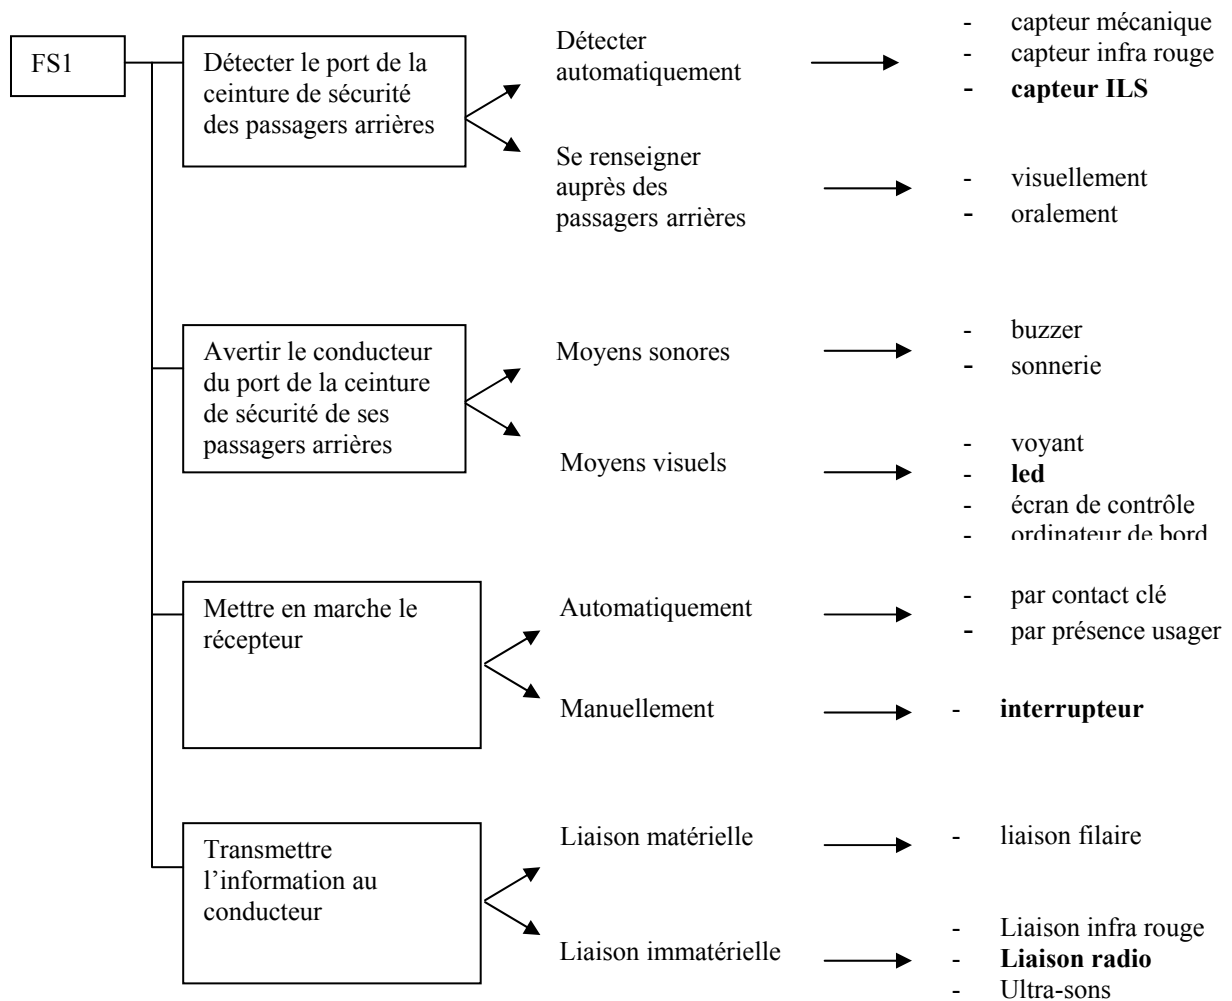 FS1
Détecter le port de la
ceinture de sécurité
des passagers arrières
Détecter
automatiquement
- capteur mécanique
- capteur infra rouge
- capteur ILS
Se renseigner
auprès des
passagers arrières
- visuellement
- oralement
Avertir le conducteur
du port de la ceinture
de sécurité de ses
passagers arrières
Moyens sonores
- buzzer
- sonnerie
Moyens visuels
- voyant
- led
- écran de contrôle
- ordinateur de bord
Mettre en marche le
récepteur
Automatiquement
- par contact clé
- par présence usager
Manuellement
- interrupteur
Transmettre
l’information au
conducteur
Liaison matérielle
- liaison filaire
Liaison immatérielle
- Liaison infra rouge
- Liaison radio
- Ultra-sons